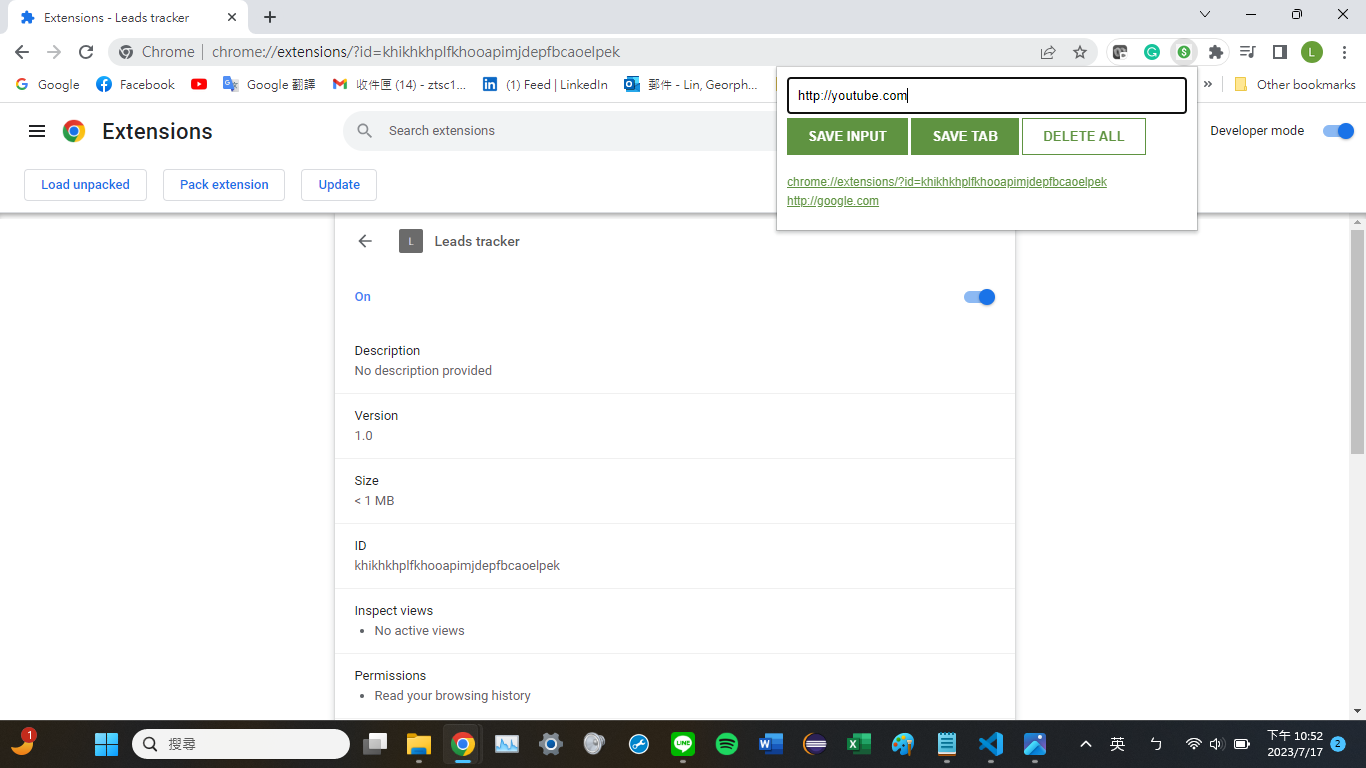 Extensions - Leads tracker
Chrome | chrome://extensions/?id=khikhkhplfkhooapimjdepfbcaoelpek
L
Google Facebook Google 翻譯 收件匣 (14) - ztsc1... (1) Feed | LinkedIn 郵件 - Lin, Georph... » Other bookmarks
http://youtube.com
SAVE INPUT SAVE TAB DELETE ALL
chrome://extensions/?id=khikhkhplfkhooapimjdepfbcaoelpek
http://google.com
Extensions Search extensions Developer mode
Load unpacked Pack extension Update
L Leads tracker
On
Description
No description provided
Version
1.0
Size
< 1 MB
ID
khikhkhplfkhooapimjdepfbcaoelpek
Inspect views
• No active views
Permissions
• Read your browsing history
1 搜尋 LINE 英 ㄅ 下午 10:52
2023/7/17 2